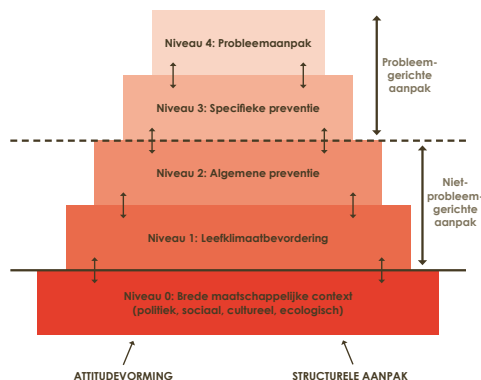 Niveau 4: Probleemaanpak
Probleem-
gerichte
aanpak
Niveau 3: Specifieke preventie
Niveau 2: Algemene preventie
Niet-
probleem-
gerichte
aanpak
Niveau 1: Leefklimaatbevordering
Niveau 0: Brede maatschappelijke context
(politiek, sociaal, cultureel, ecologisch)
ATTITUDEVORMING
STRUCTURELE AANPAK